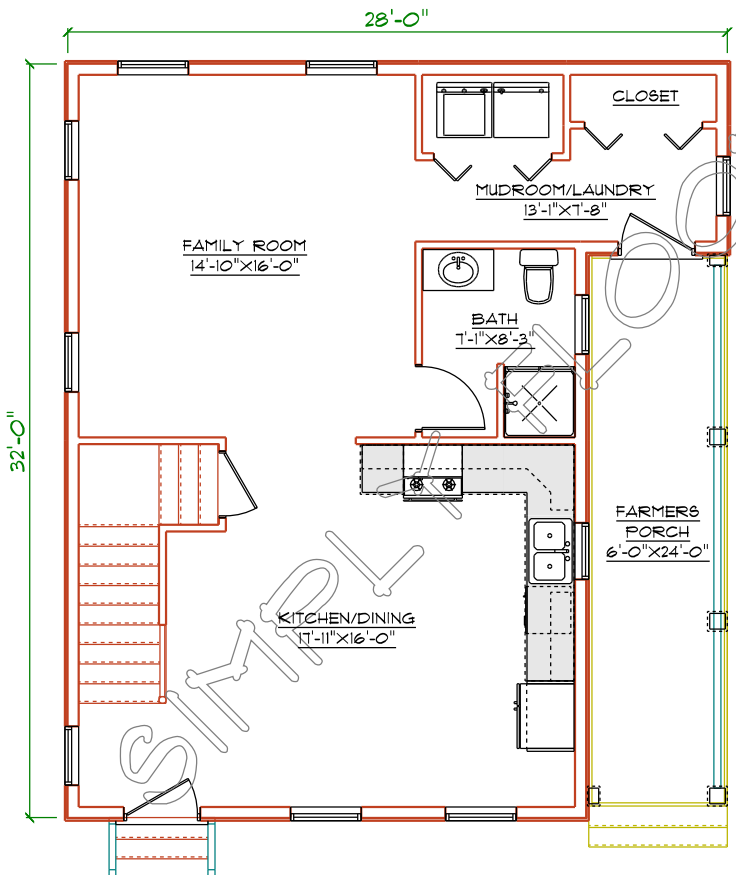 28'-0"
CLOSET
MUDROOM/LAUNDRY
13'-1"X7'-8"
FAMILY ROOM
14'-10"X16'-0"
BATH
7'-1"X8'-3"
32'-0"
FARMERS
PORCH
6'-0"X24'-0"
KITCHEN/DINING
17'-11"X16'-0"